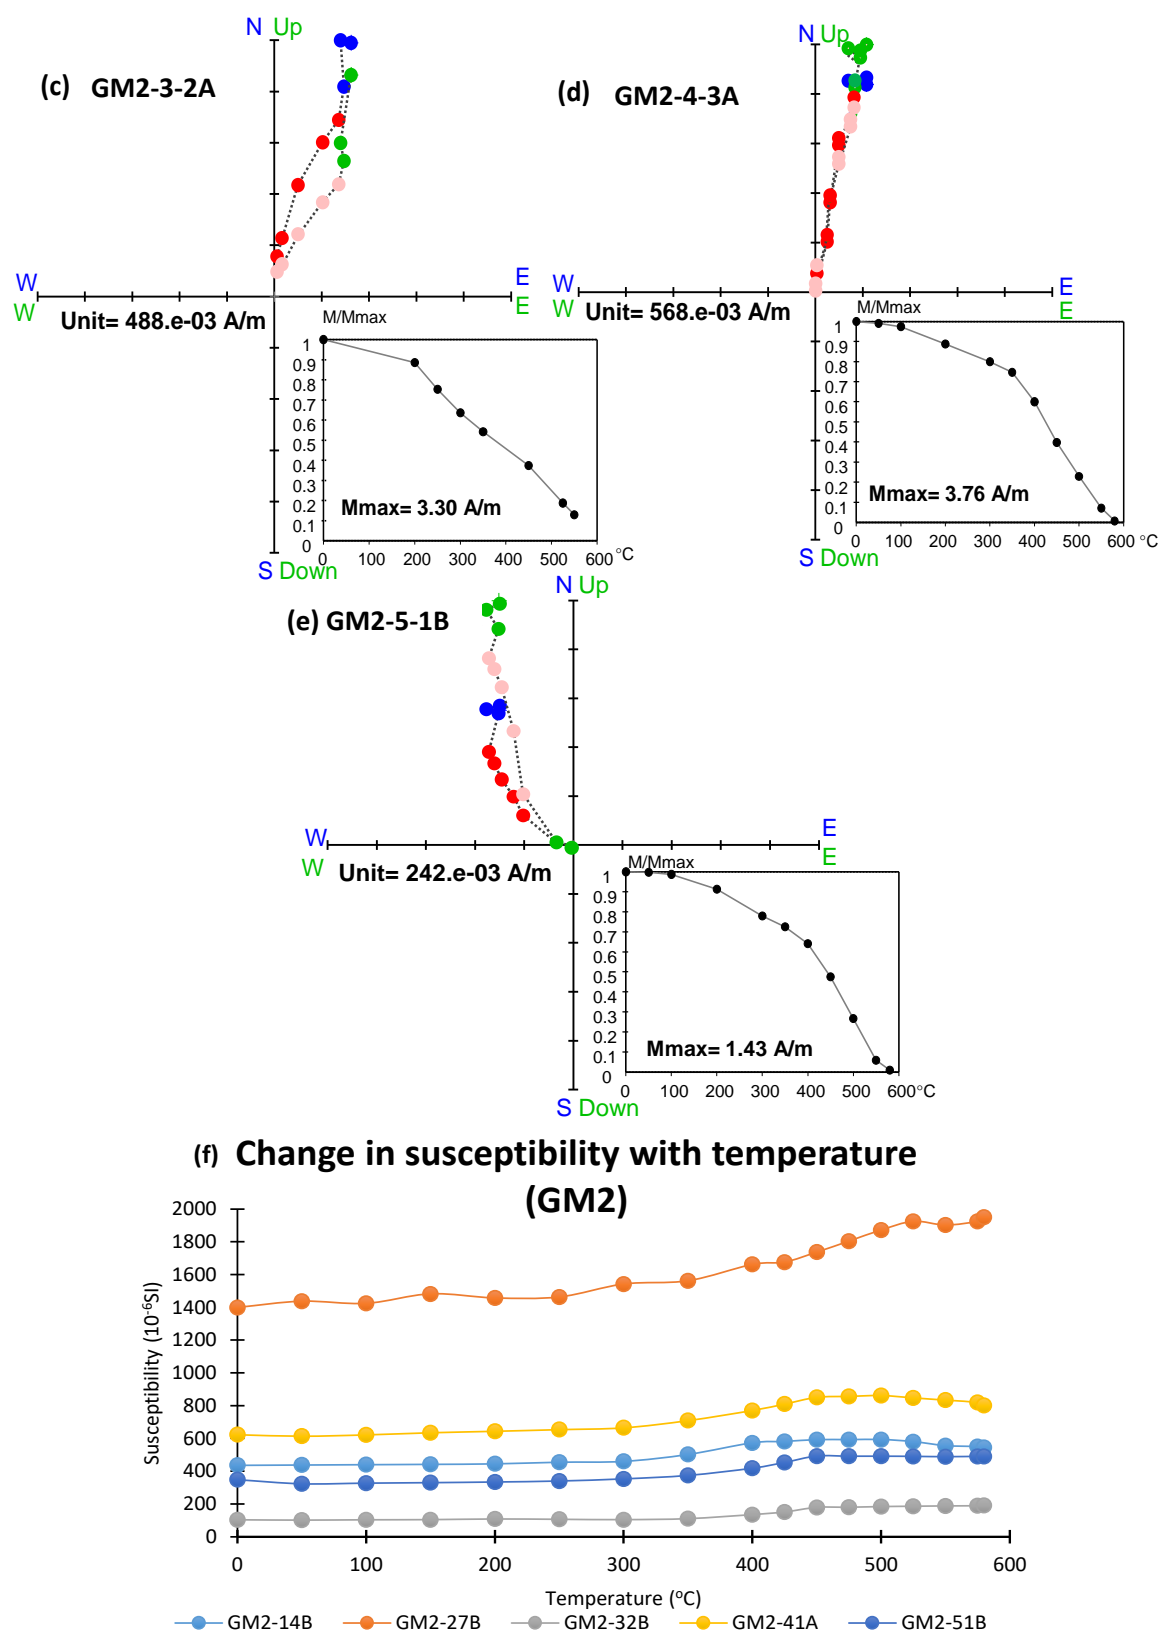 N Up
(c) GM2-3-2A
W E
W E
Unit= 488.e-03 A/m
M/Mmax
1
0.9
0.8
0.7
0.6
0.5
0.4
0.3
0.2
0.1
0
Mmax= 3.30 A/m
0 100 200 300 400 500 600 °C
S Down
N Up
(d) GM2-4-3A
W E
W E
Unit= 568.e-03 A/m
M/Mmax
1
0.9
0.8
0.7
0.6
0.5
0.4
0.3
0.2
0.1
0
Mmax= 3.76 A/m
0 100 200 300 400 500 600 °C
S Down
N Up
(e) GM2-5-1B
W E
W E
Unit= 242.e-03 A/m
M/Mmax
1
0.9
0.8
0.7
0.6
0.5
0.4
0.3
0.2
0.1
0
Mmax= 1.43 A/m
0 100 200 300 400 500 600°C
S Down
(f) Change in susceptibility with temperature
(GM2)
Susceptibility (10⁻⁶SI)
2000
1800
1600
1400
1200
1000
800
600
400
200
0
0 100 200 300 400 500 600
Temperature (°C)
GM2-14B GM2-27B GM2-32B GM2-41A GM2-51B